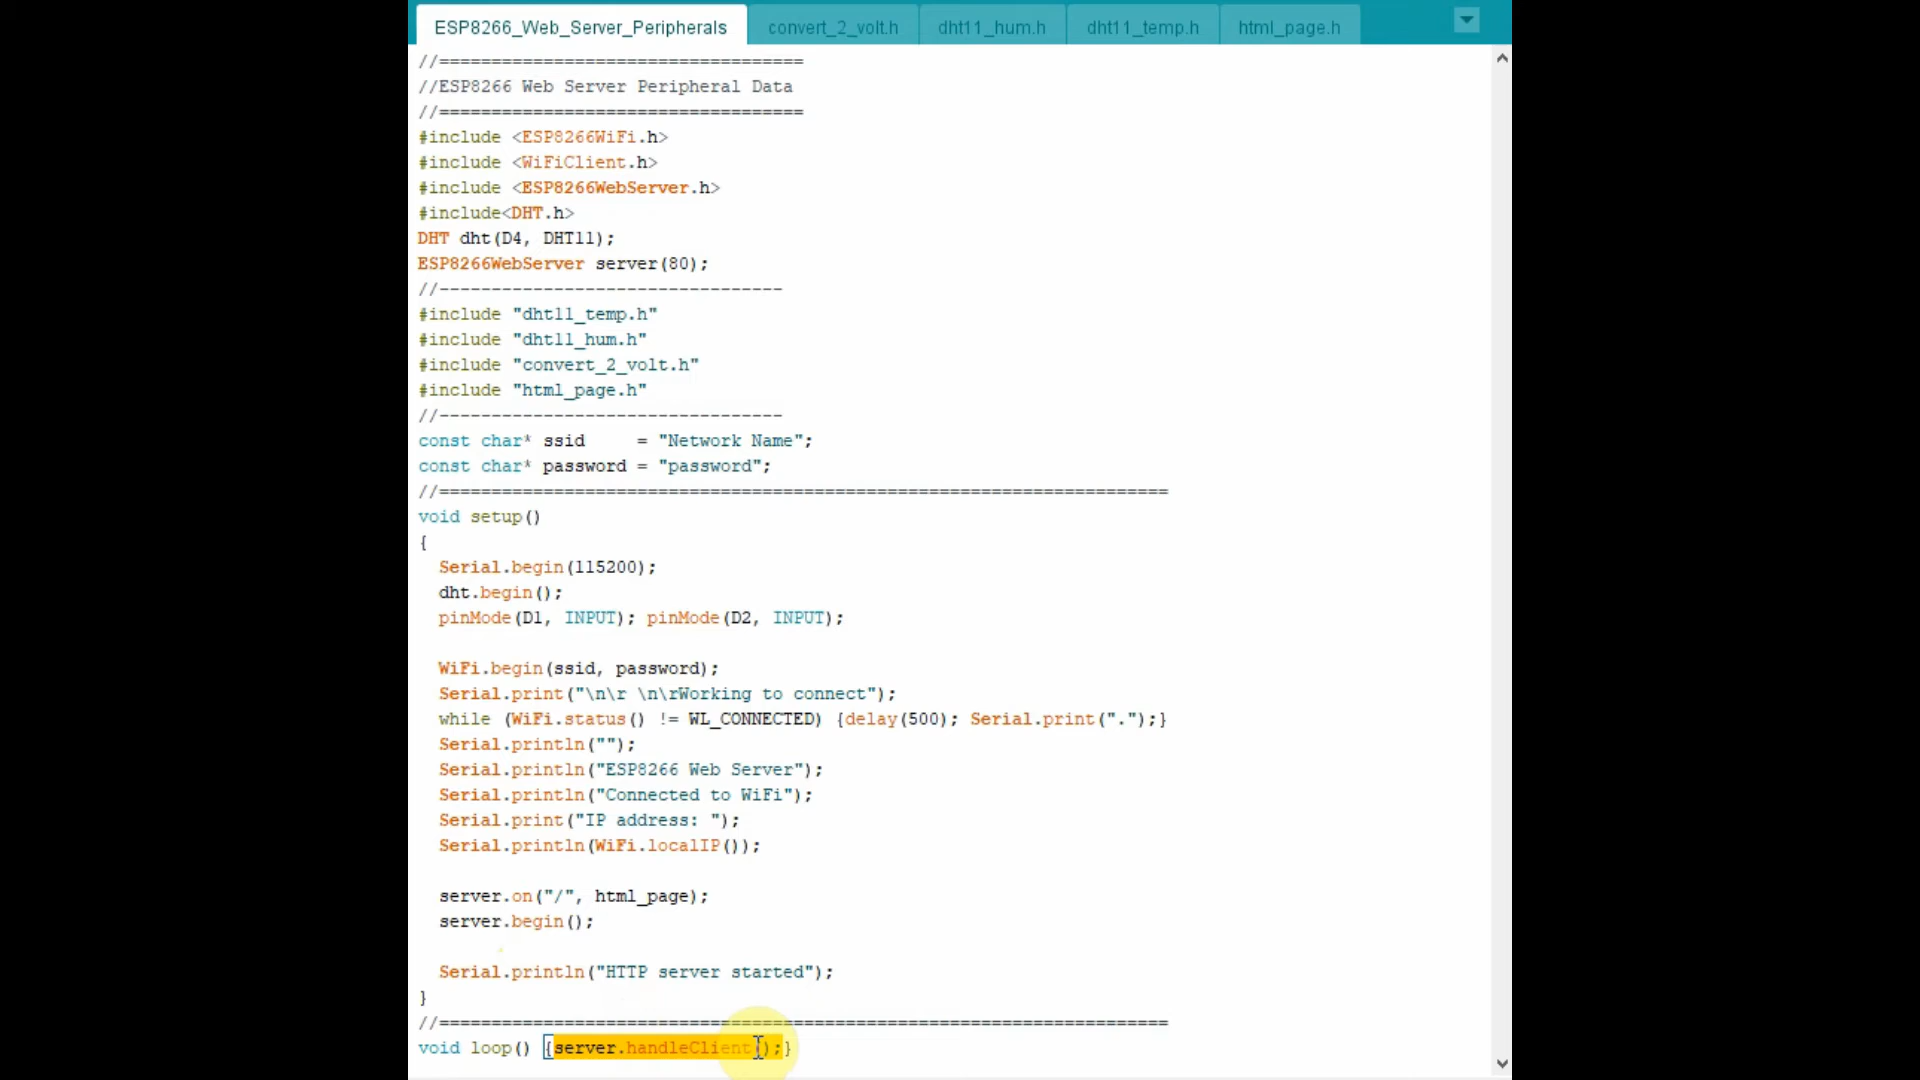 ESP8266_Web_Server_Peripherals convert_2_volt.h dht11_hum.h dht11_temp.h html_page.h
//===================================
//ESP8266 Web Server Peripheral Data
//===================================
#include <ESP8266WiFi.h>
#include <WiFiClient.h>
#include <ESP8266WebServer.h>
#include<DHT.h>
DHT dht(D4, DHT11);
ESP8266WebServer server(80);
//---------------------------------
#include "dht11_temp.h"
#include "dht11_hum.h"
#include "convert_2_volt.h"
#include "html_page.h"
//---------------------------------
const char* ssid     = "Network Name";
const char* password = "password";
//======================================================================
void setup()
{
  Serial.begin(115200);
  dht.begin();
  pinMode(D1, INPUT); pinMode(D2, INPUT);
  WiFi.begin(ssid, password);
  Serial.print("\n\r \n\rWorking to connect");
  while (WiFi.status() != WL_CONNECTED) {delay(500); Serial.print(".");}
  Serial.println("");
  Serial.println("ESP8266 Web Server");
  Serial.println("Connected to WiFi");
  Serial.print("IP address: ");
  Serial.println(WiFi.localIP());
  server.on("/", html_page);
  server.begin();
  Serial.println("HTTP server started");
}
//======================================================================
void loop() {server.handleClient();}